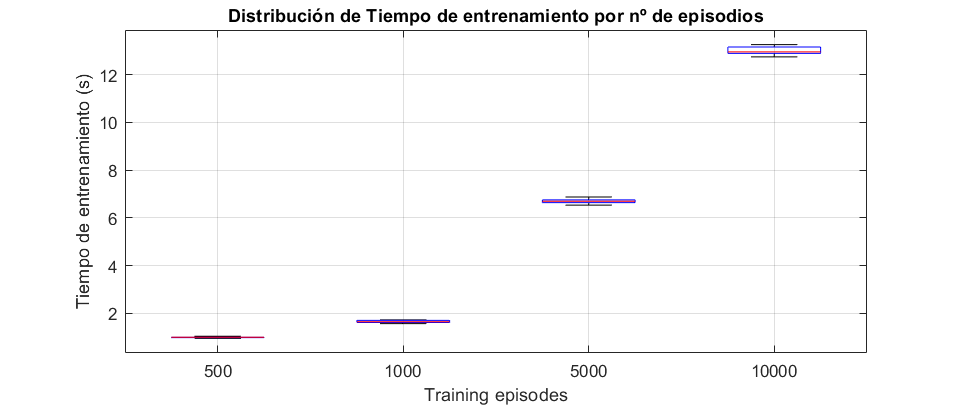 Distribución de Tiempo de entrenamiento por nº de episodios
Tiempo de entrenamiento (s)
12
10
8
6
4
2
500 1000 5000 10000
Training episodes